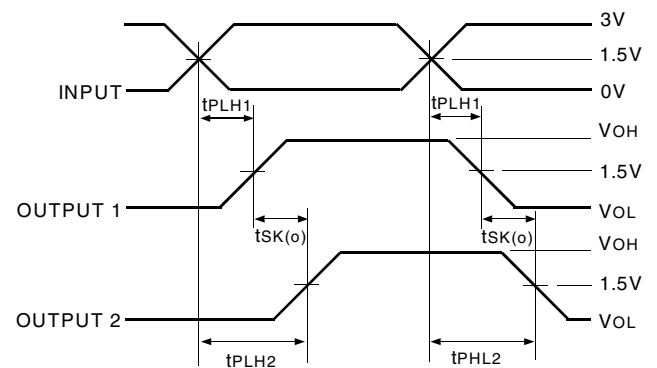 3V
1.5V
INPUT
0V
tPLH1
tPLH1
VOH
1.5V
OUTPUT 1
VOL
tSK(o)
tSK(o)
VOH
1.5V
OUTPUT 2
VOL
tPLH2
tPHL2